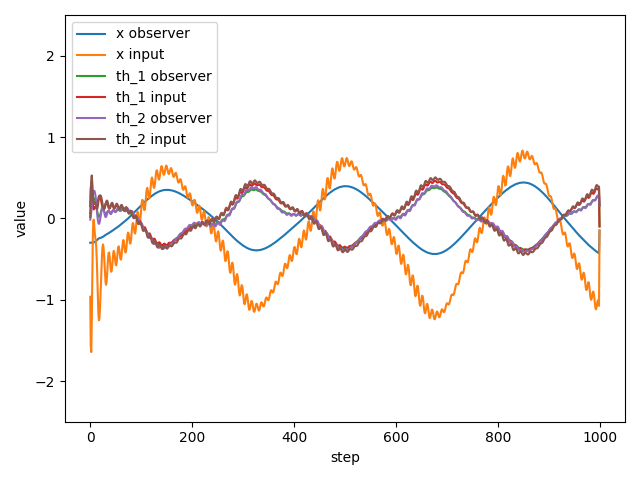 x observer
x input
th_1 observer
th_1 input
th_2 observer
th_2 input
2
1
0
−1
−2
value
0 200 400 600 800 1000
step